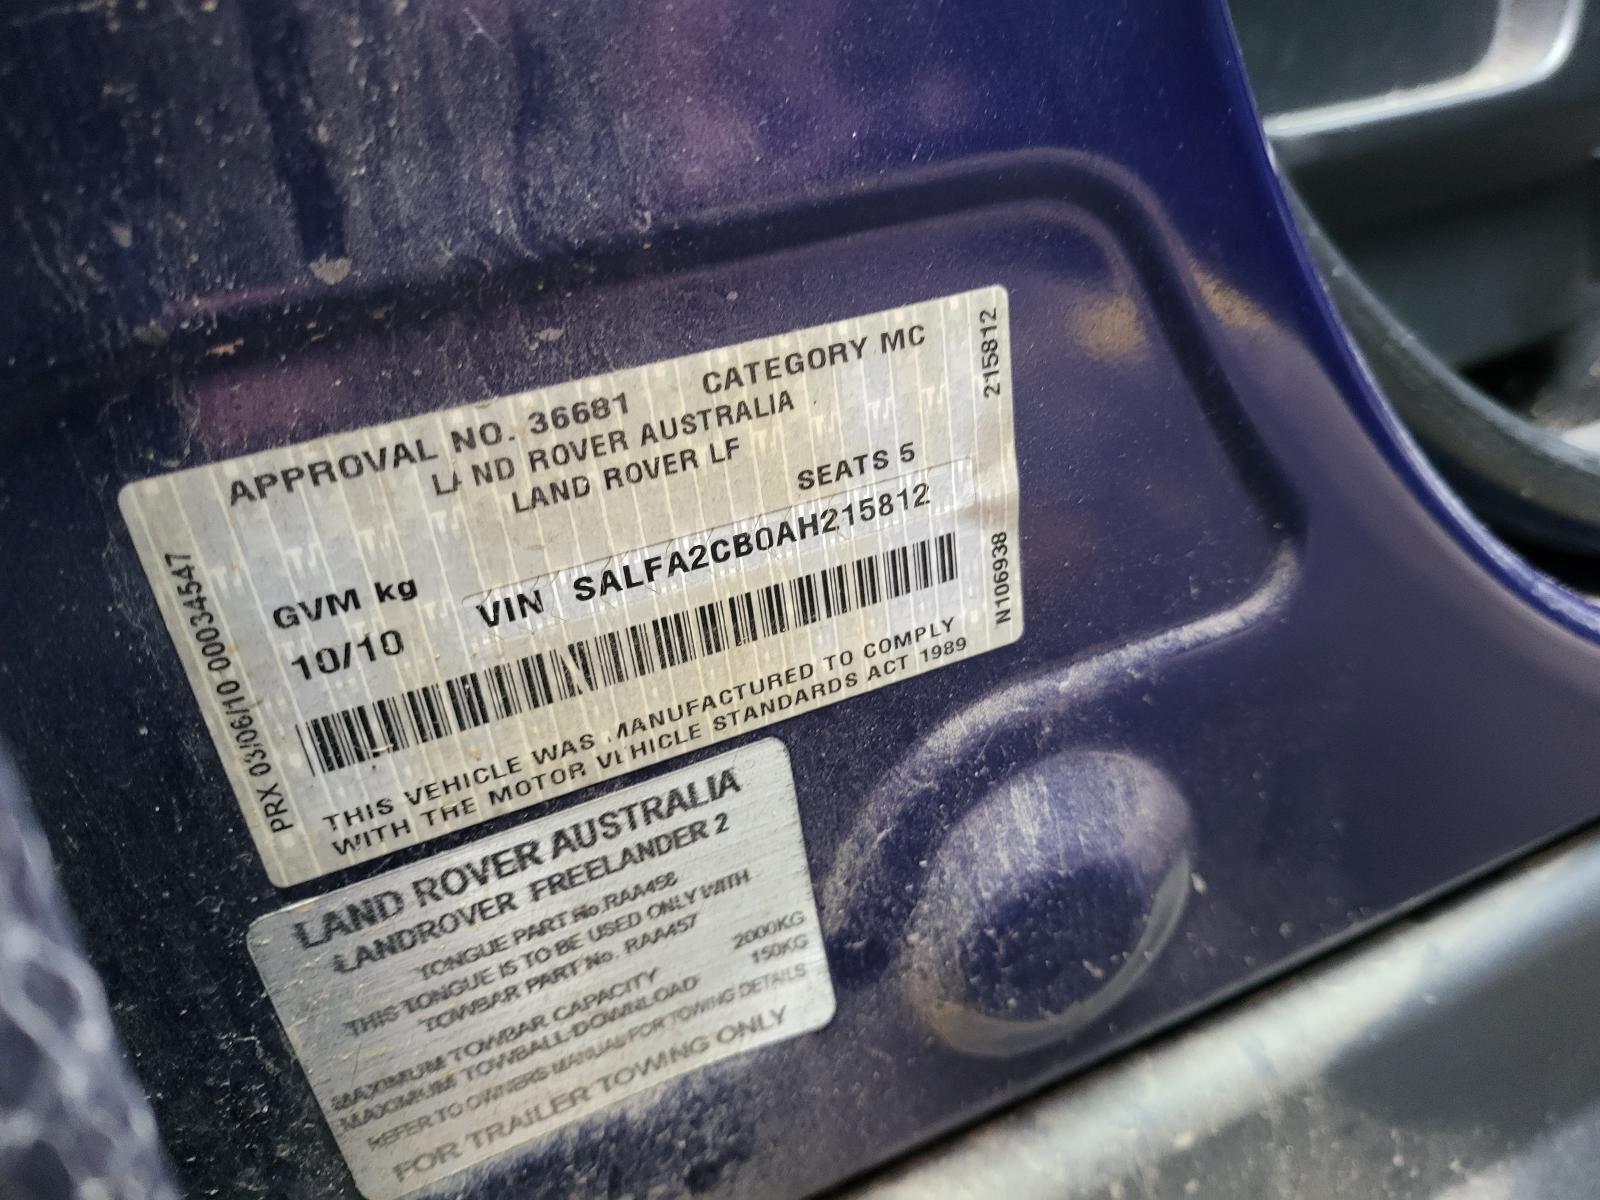 APPROVAL NO. 36681 CATEGORY MC
LAND ROVER AUSTRALIA
LAND ROVER LF
SEATS 5
GVM kg
10/10
VIN SALFA2CB0AH215812
THIS VEHICLE WAS MANUFACTURED TO COMPLY
WITH THE MOTOR VEHICLE STANDARDS ACT 1989
PRX 03/06/10 00034547
215812
N106938
LAND ROVER AUSTRALIA
LANDROVER FREELANDER 2
TONGUE PART No. RAA458
THIS TONGUE IS TO BE USED ONLY WITH
TOWBAR PART No. RAA457
MAXIMUM TOWBAR CAPACITY 2000KG
MAXIMUM TOWBALL DOWNLOAD 150KG
REFER TO OWNERS MANUAL FOR TOWING DETAILS
FOR TRAILER TOWING ONLY